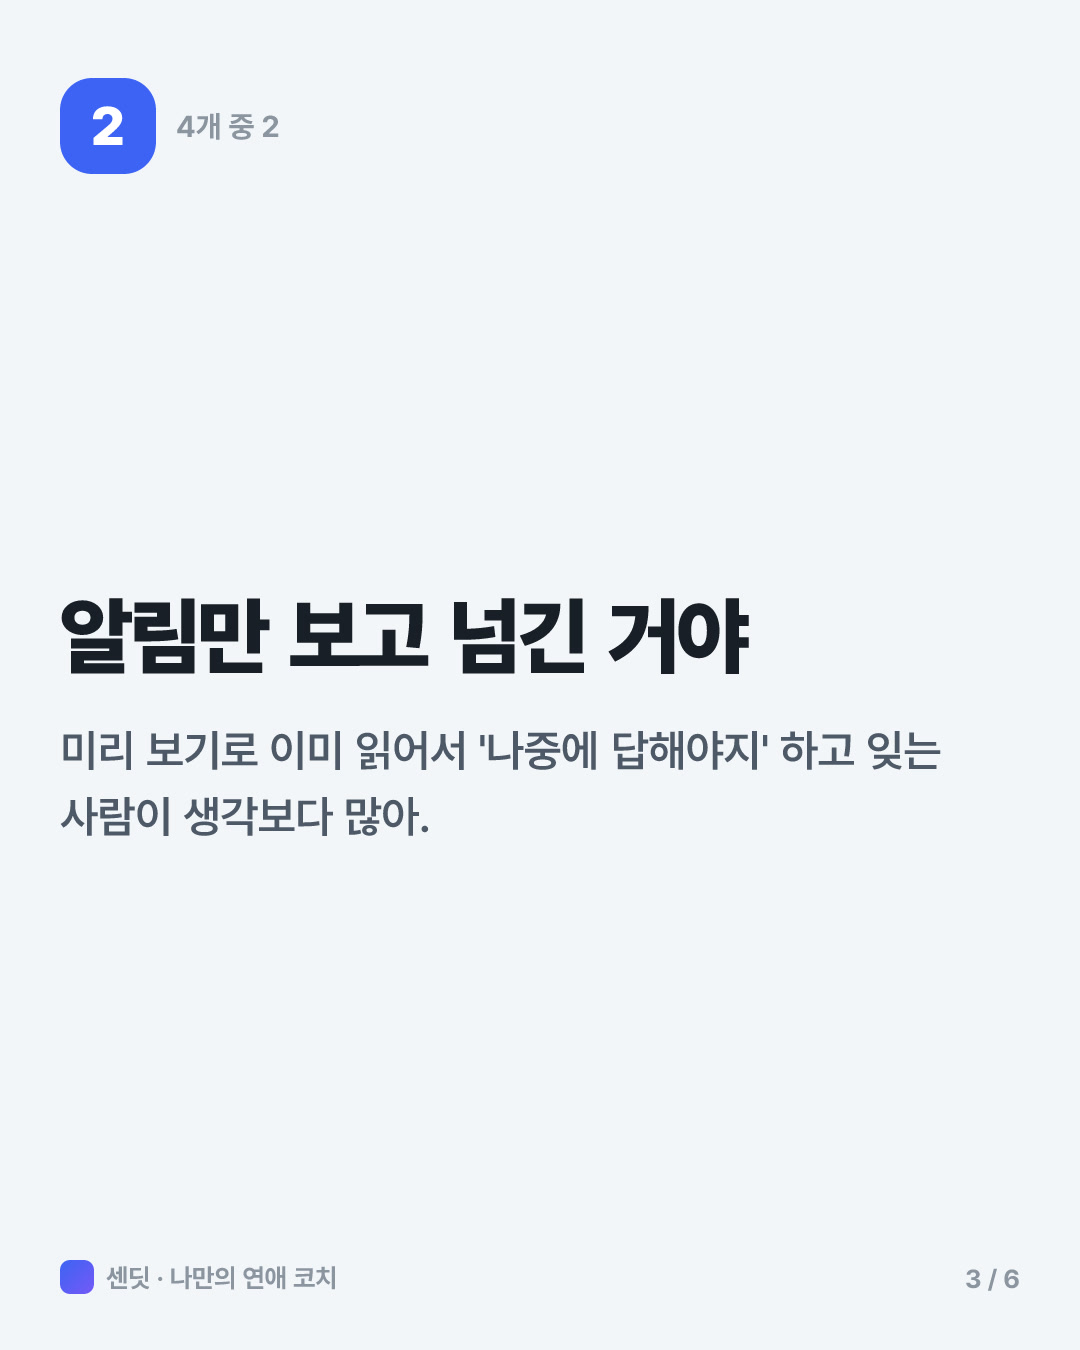 2
4개 중 2
알림만 보고 넘긴 거야
미리 보기로 이미 읽어서 '나중에 답해야지' 하고 잊는
사람이 생각보다 많아.
센딧 · 나만의 연애 코치
3 / 6